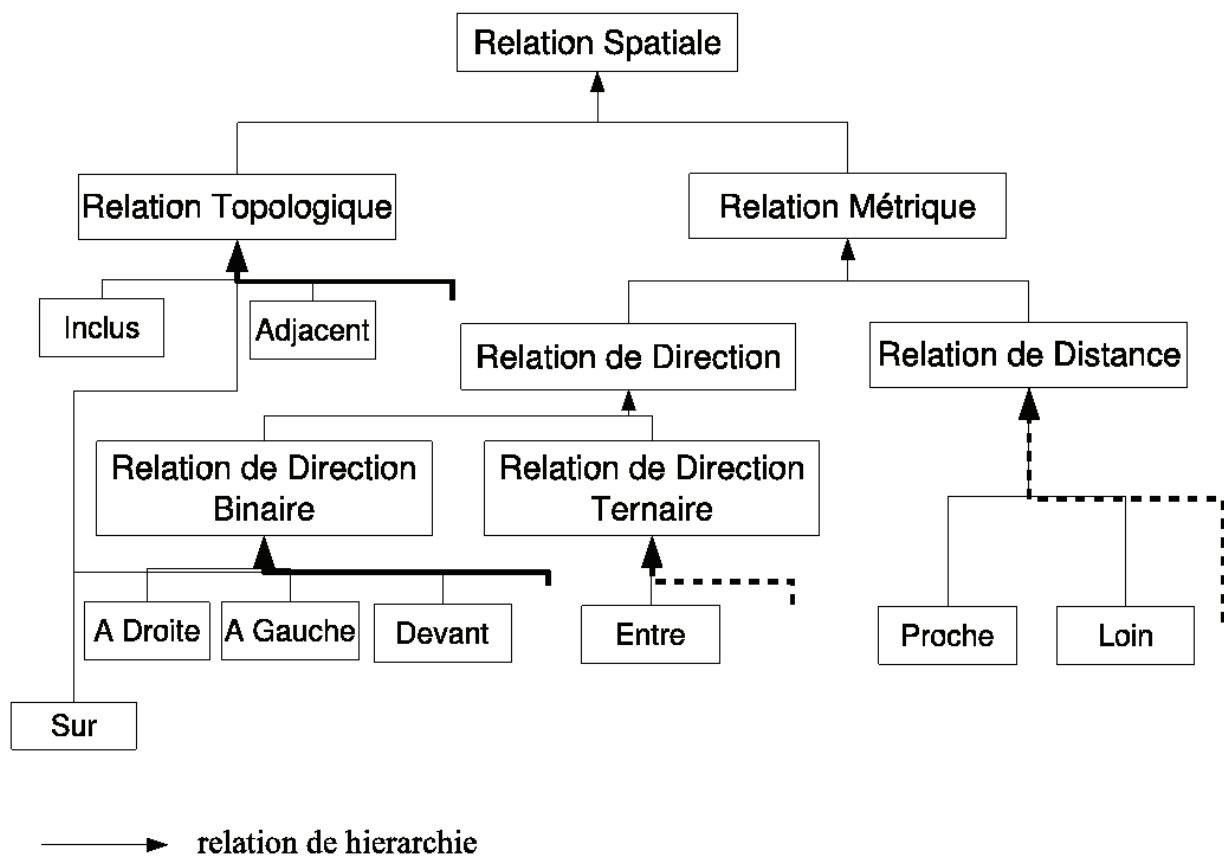 Relation Spatiale
Relation Topologique
Relation Métrique
Inclus
Adjacent
Relation de Direction
Relation de Distance
Relation de Direction
Binaire
Relation de Direction
Ternaire
A Droite
A Gauche
Devant
Entre
Proche
Loin
Sur
relation de hierarchie